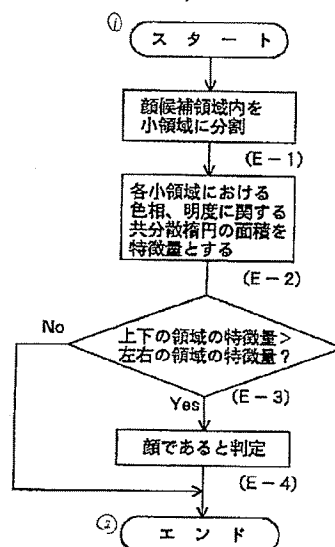 ①
スタート
顔候補領域内を
小領域に分割
(E-1)
各小領域における
色相、明度に関する
共分散楕円の面積を
特徴量とする
(E-2)
No
上下の領域の特徴量>
左右の領域の特徴量?
(E-3)
Yes
顔であると判定
(E-4)
②
エンド